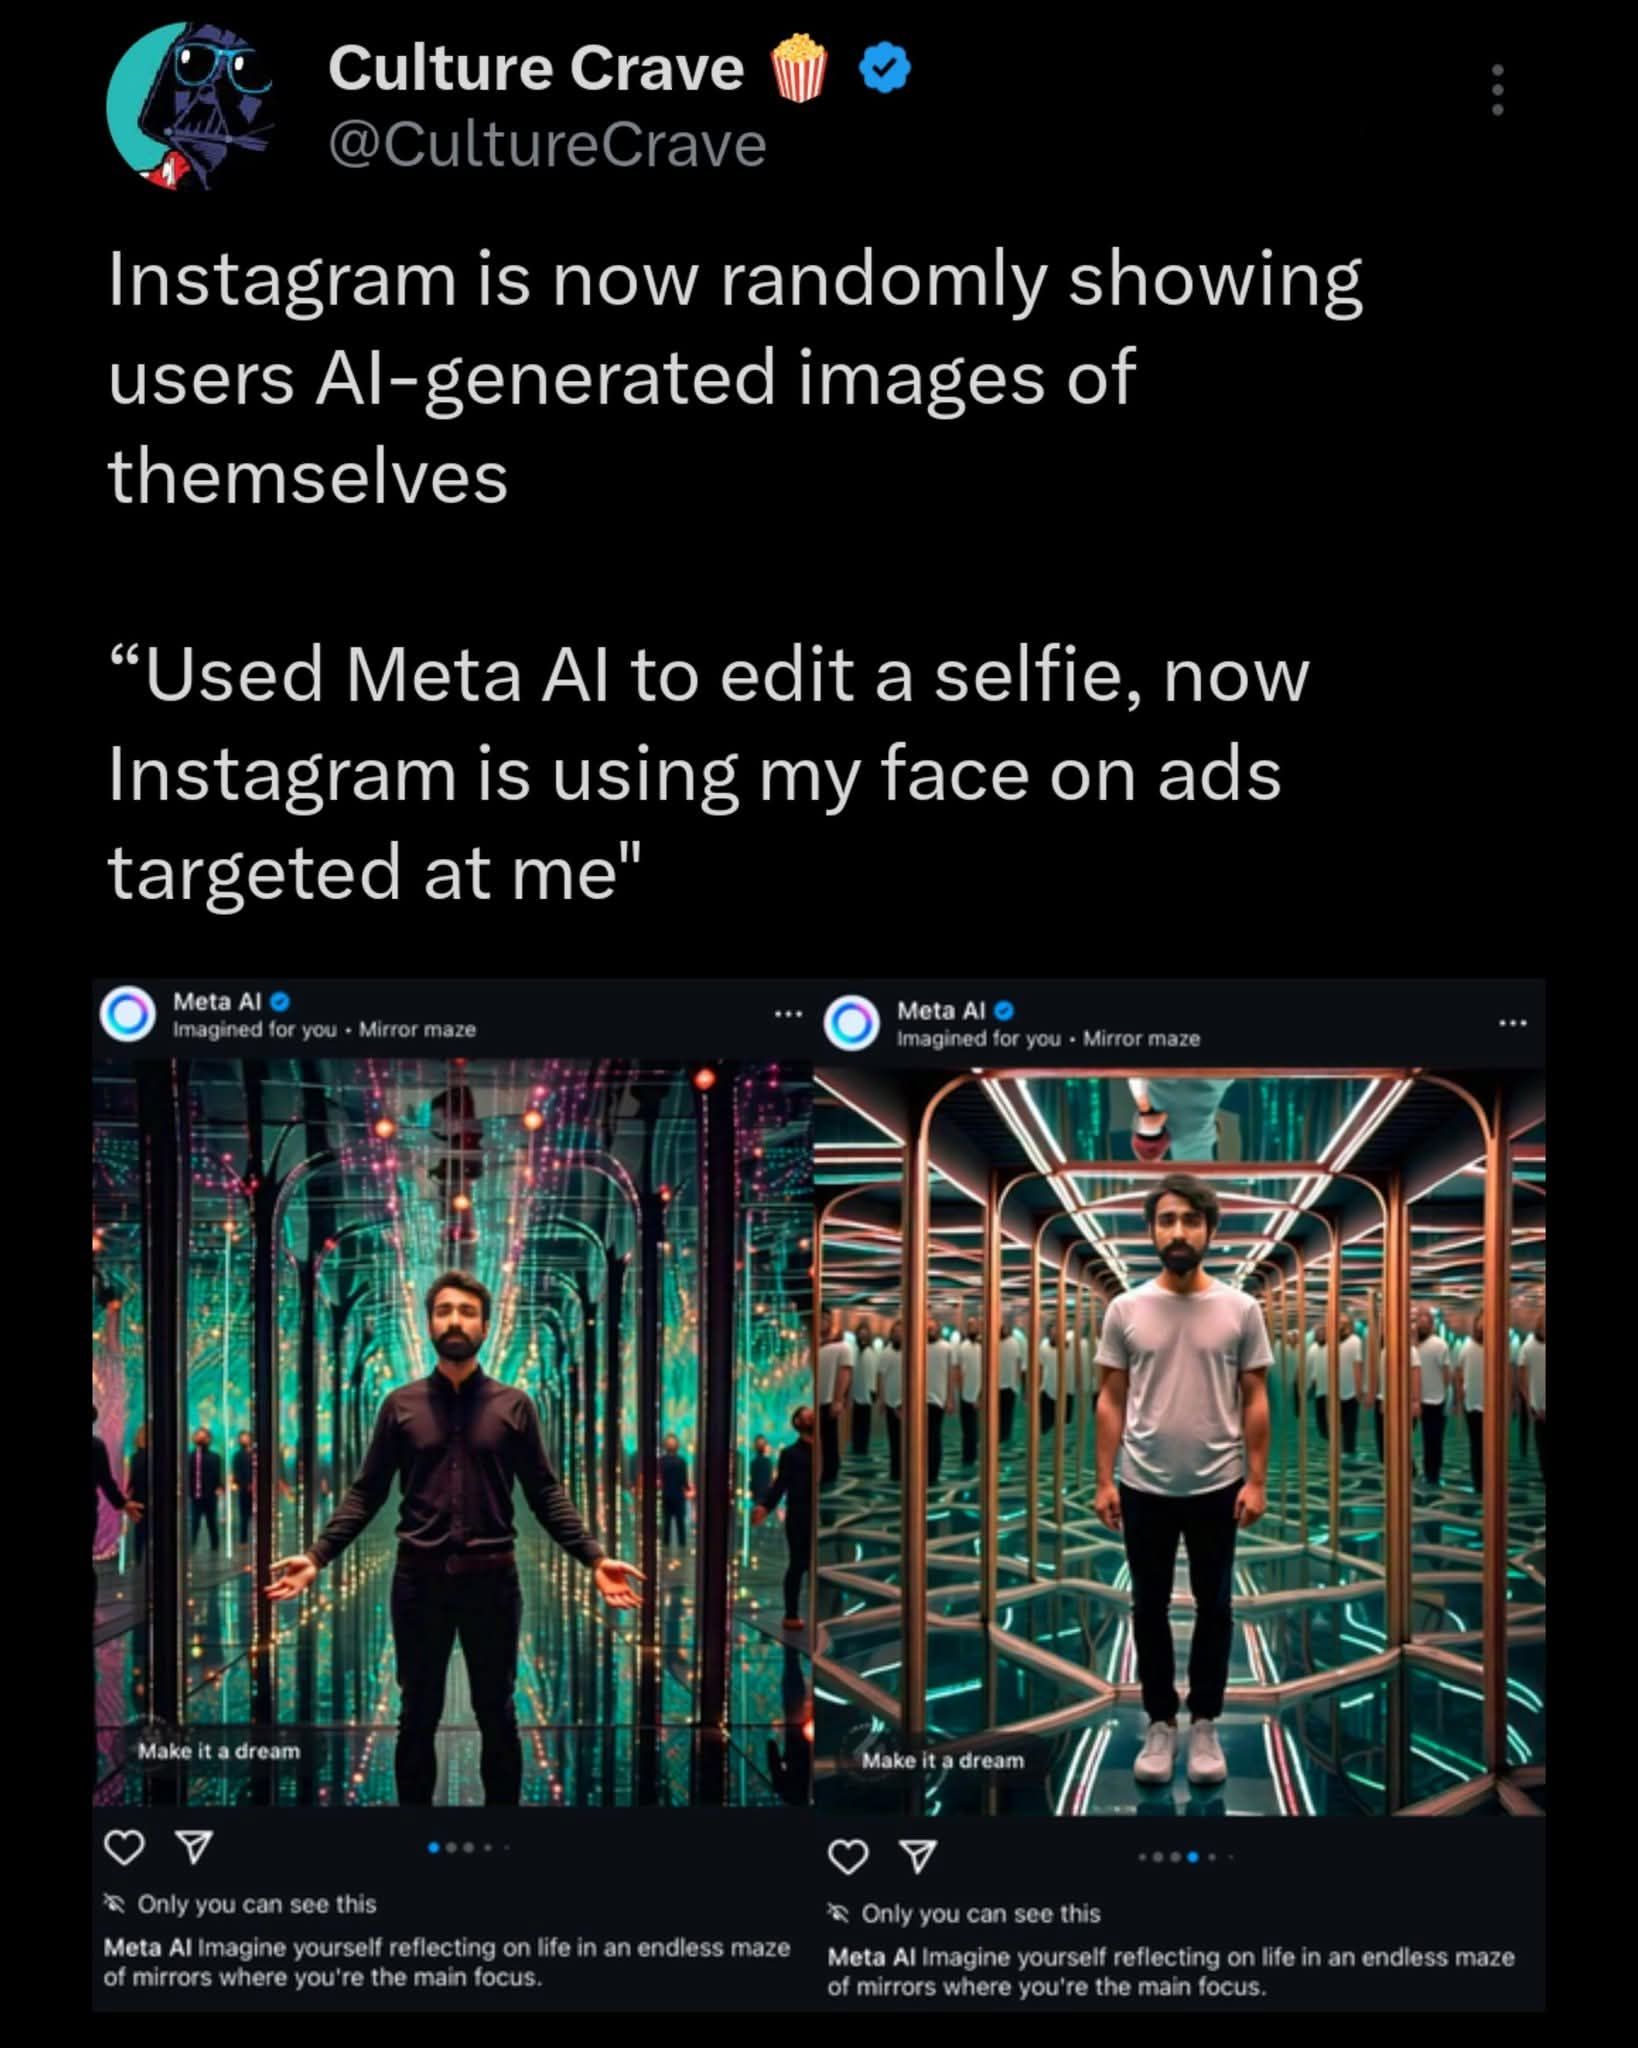 Culture Crave 🍿
@CultureCrave
Instagram is now randomly showing
users AI-generated images of
themselves
“Used Meta AI to edit a selfie, now
Instagram is using my face on ads
targeted at me"
Meta AI
Imagined for you • Mirror maze
Make it a dream
Only you can see this
Meta AI Imagine yourself reflecting on life in an endless maze
of mirrors where you're the main focus.
Meta AI
Imagined for you • Mirror maze
Make it a dream
Only you can see this
Meta AI Imagine yourself reflecting on life in an endless maze
of mirrors where you're the main focus.